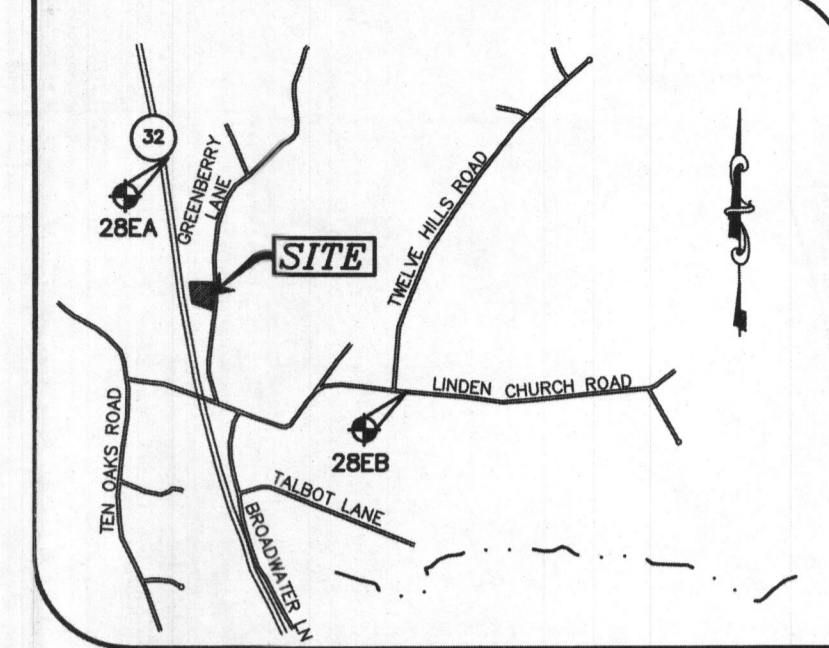 32
28EA
GREENBERRY
LANE
SITE
TWELVE HILLS ROAD
LINDEN CHURCH ROAD
28EB
TEN OAKS ROAD
TALBOT LANE
BROADWATER LN